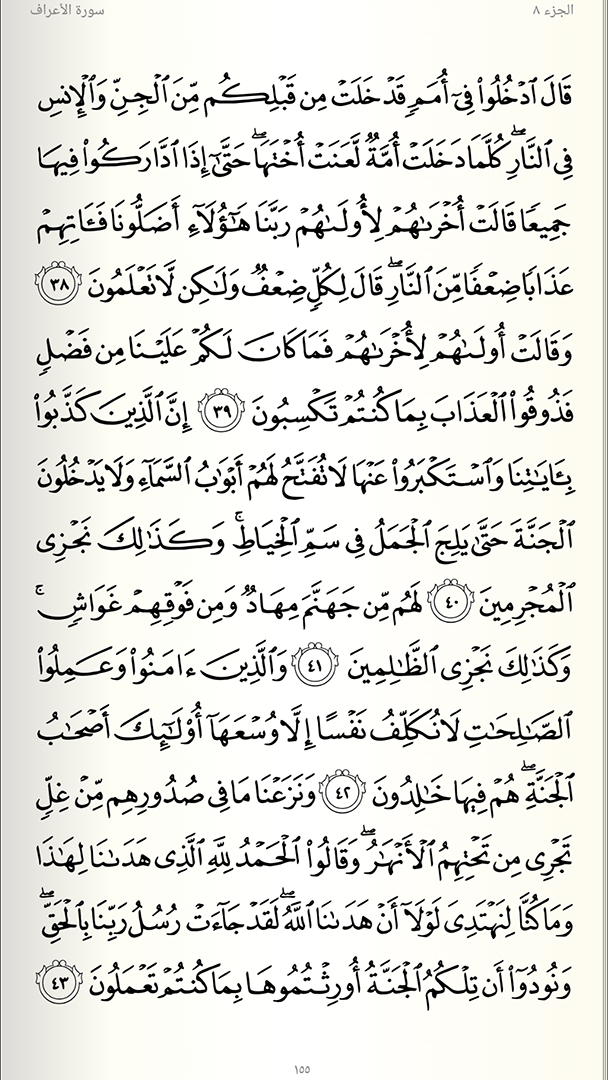 الجزء ٨
سورة الأعراف
قَالَ ٱدۡخُلُواْ فِيٓ أُمَمٖ قَدۡ خَلَتۡ مِن قَبۡلِكُم مِّنَ ٱلۡجِنِّ وَٱلۡإِنسِ
فِي ٱلنَّارِۖ كُلَّمَا دَخَلَتۡ أُمَّةٞ لَّعَنَتۡ أُخۡتَهَاۖ حَتَّىٰٓ إِذَا ٱدَّارَكُواْ فِيهَا
جَمِيعٗا قَالَتۡ أُخۡرَىٰهُمۡ لِأُولَىٰهُمۡ رَبَّنَا هَٰٓؤُلَآءِ أَضَلُّونَا فَـَٔاتِهِمۡ
عَذَابٗا ضِعۡفٗا مِّنَ ٱلنَّارِۖ قَالَ لِكُلّٖ ضِعۡفٞ وَلَٰكِن لَّا تَعۡلَمُونَ ٣٨
وَقَالَتۡ أُولَىٰهُمۡ لِأُخۡرَىٰهُمۡ فَمَا كَانَ لَكُمۡ عَلَيۡنَا مِن فَضۡلٖ
فَذُوقُواْ ٱلۡعَذَابَ بِمَا كُنتُمۡ تَكۡسِبُونَ ٣٩ إِنَّ ٱلَّذِينَ كَذَّبُواْ
بِـَٔايَٰتِنَا وَٱسۡتَكۡبَرُواْ عَنۡهَا لَا تُفَتَّحُ لَهُمۡ أَبۡوَٰبُ ٱلسَّمَآءِ وَلَا يَدۡخُلُونَ
ٱلۡجَنَّةَ حَتَّىٰ يَلِجَ ٱلۡجَمَلُ فِي سَمِّ ٱلۡخِيَاطِۚ وَكَذَٰلِكَ نَجۡزِي
ٱلۡمُجۡرِمِينَ ٤٠ لَهُم مِّن جَهَنَّمَ مِهَادٞ وَمِن فَوۡقِهِمۡ غَوَاشٖۚ
وَكَذَٰلِكَ نَجۡزِي ٱلظَّٰلِمِينَ ٤١ وَٱلَّذِينَ ءَامَنُواْ وَعَمِلُواْ
ٱلصَّٰلِحَٰتِ لَا نُكَلِّفُ نَفۡسًا إِلَّا وُسۡعَهَآ أُوْلَٰٓئِكَ أَصۡحَٰبُ
ٱلۡجَنَّةِۖ هُمۡ فِيهَا خَٰلِدُونَ ٤٢ وَنَزَعۡنَا مَا فِي صُدُورِهِم مِّنۡ غِلّٖ
تَجۡرِي مِن تَحۡتِهِمُ ٱلۡأَنۡهَٰرُۖ وَقَالُواْ ٱلۡحَمۡدُ لِلَّهِ ٱلَّذِي هَدَىٰنَا لِهَٰذَا
وَمَا كُنَّا لِنَهۡتَدِيَ لَوۡلَآ أَنۡ هَدَىٰنَا ٱللَّهُۖ لَقَدۡ جَآءَتۡ رُسُلُ رَبِّنَا بِٱلۡحَقِّۖ
وَنُودُوٓاْ أَن تِلۡكُمُ ٱلۡجَنَّةُ أُورِثۡتُمُوهَا بِمَا كُنتُمۡ تَعۡمَلُونَ ٤٣
١٥٥